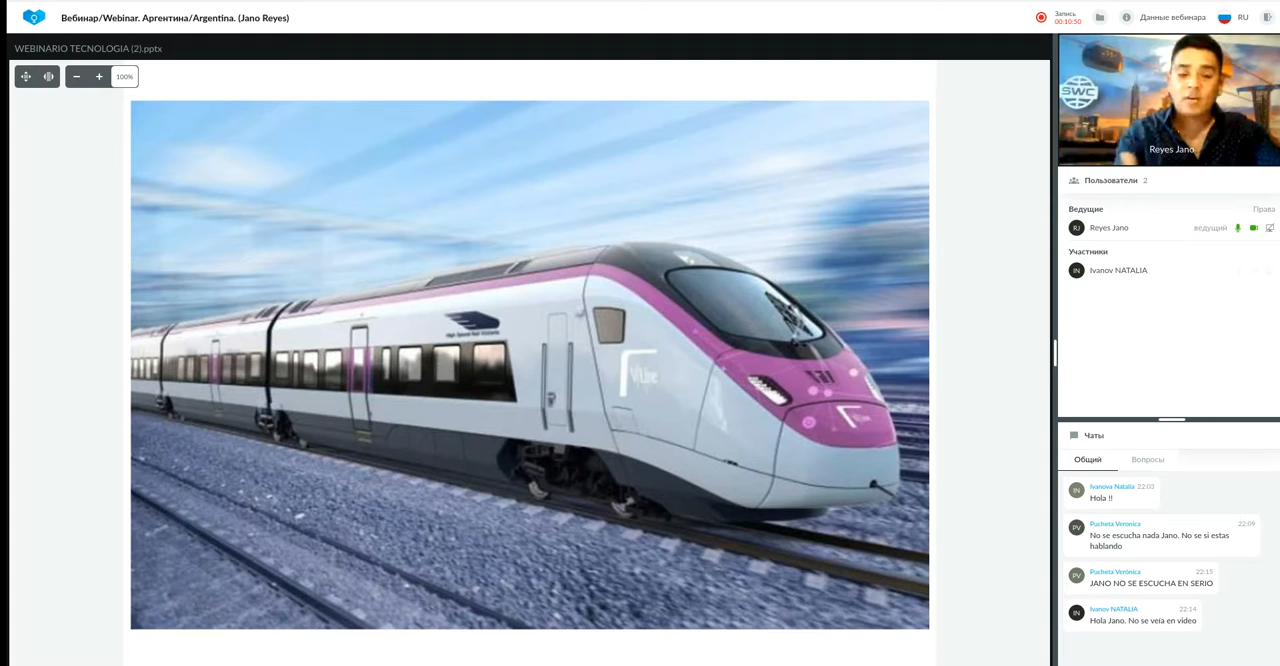 Вебинар/Webinar. Аргентина/Argentina. (Jano Reyes)
Запись
00:10:50
Данные вебинара
RU
WEBINARIO TECNOLOGIA (2).pptx
100%
SWC
Reyes Jano
Пользователи 2
Ведущие
Права
RJ
Reyes Jano
ведущий
Участники
IN
Ivanov NATALIA
Чаты
Общий
Вопросы
IN
Ivanova Natalia 22:03
Hola !!
PV
Pucheta Veronica 22:09
No se escucha nada Jano. No se si estas
hablando
PV
Pucheta Verónica 22:15
JANO NO SE ESCUCHA EN SERIO
IN
Ivanov NATALIA 22:14
Hola Jano. No se veía en video